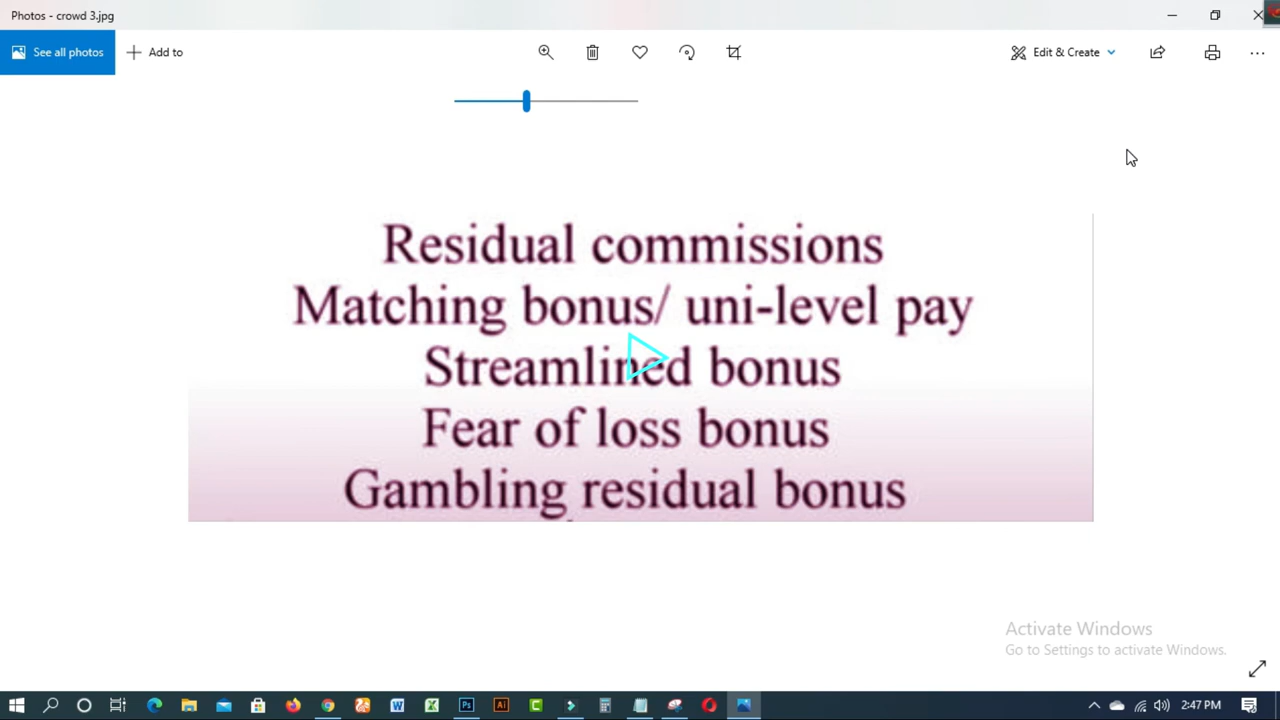 Photos - crowd 3.jpg
See all photos
Add to
Edit & Create
Residual commissions
Matching bonus/ uni-level pay
Streamlined bonus
Fear of loss bonus
Gambling residual bonus
Activate Windows
Go to Settings to activate Windows.
2:47 PM